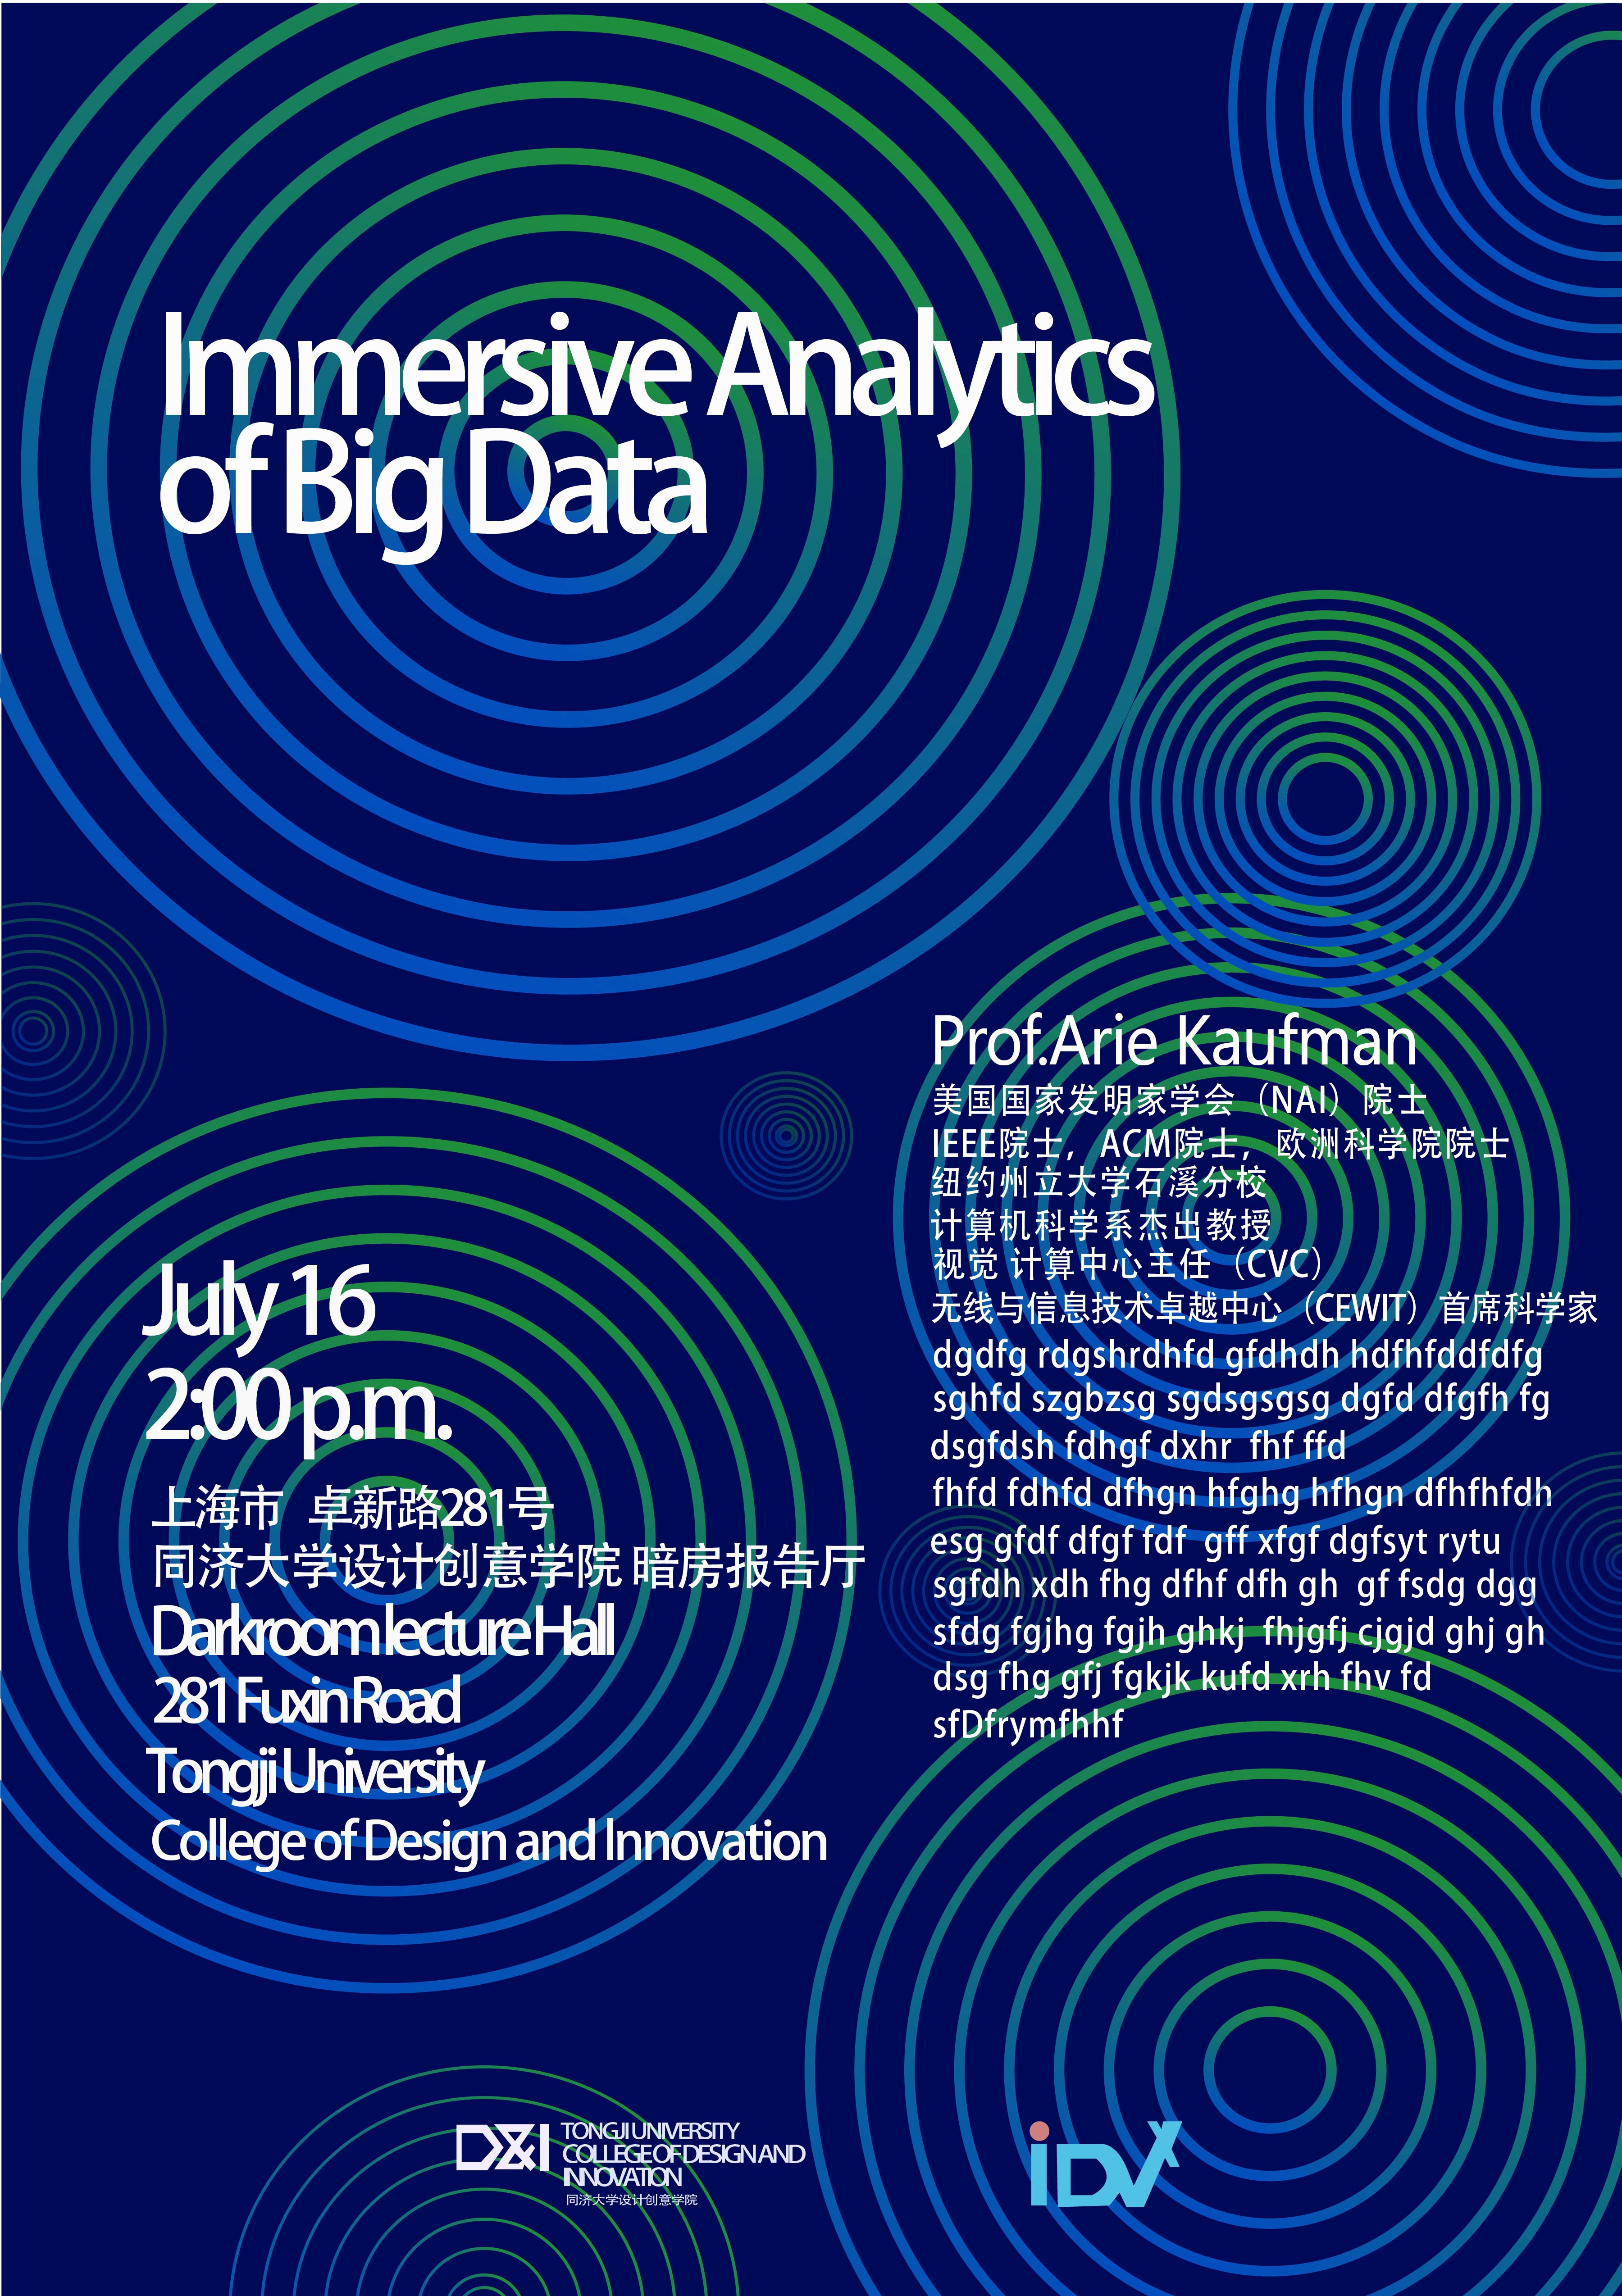 Immersive Analytics
of Big Data
Prof.Arie Kaufman
美国国家发明家学会（NAI）院士
IEEE院士，ACM院士，欧洲科学院院士
纽约州立大学石溪分校
计算机科学系杰出教授
视觉 计算中心主任（CVC）
无线与信息技术卓越中心（CEWIT）首席科学家
dgdfg rdgshrdhfd gfdhdh hdfhfddfdfg
sghfd szgbzsg sgdsgsgsg dgfd dfgfh fg
dsgfdsh fdhgf dxhr fhf ffd
fhfd fdhfd dfhgn hfghg hfhgn dfhfhfdh
esg gfdf dfgf fdf gff xfgf dgfsyt rytu
sgfdh xdh fhg dfhf dfh gh gf fsdg dgg
sfdg fgjhg fgjh ghkj fhjgfj cjgjd ghj gh
dsg fhg gfj fgkjk kufd xrh fhv fd
sfDfrymfhhf
July 16
2:00 p.m.
上海市 卓新路281号
同济大学设计创意学院 暗房报告厅
Darkroom lecture Hall
281 Fuxin Road
Tongji University
College of Design and Innovation
D&I
TONGJI UNIVERSITY
COLLEGE OF DESIGN AND
INNOVATION
同济大学设计创意学院
iDVx